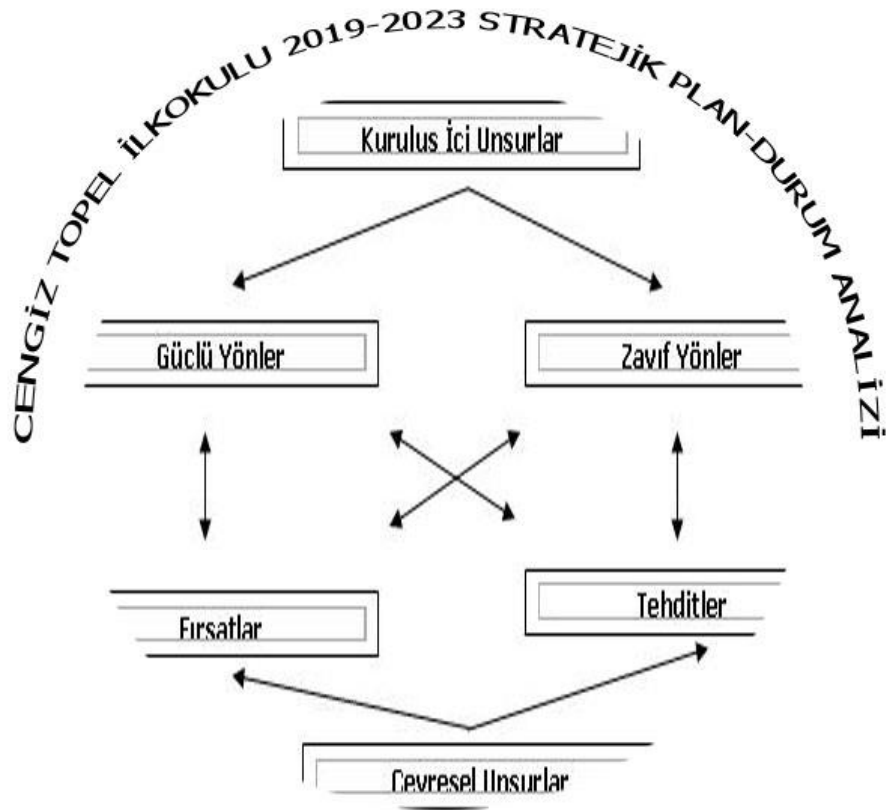 CENGİZ TOPEL İLKOKULU 2019-2023 STRATEJİK PLAN-DURUM ANALİZİ
Kurulus İci Unsurlar
Güclü Yönler
Zavıf Yönler
Fırsatlar
Tehditler
Cevresel Unsurlar